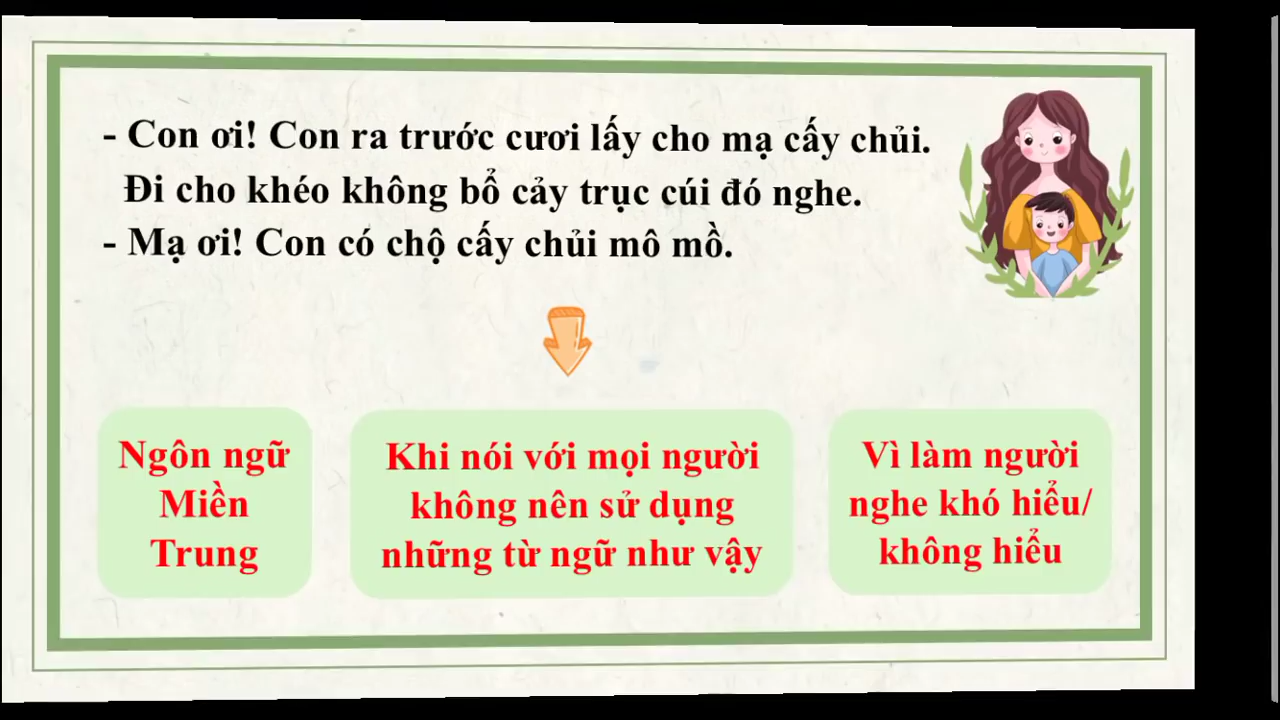 - Con ơi! Con ra trước cươi lấy cho mạ cấy chủi.
Đi cho khéo không bổ cảy trục cúi đó nghe.
- Mạ ơi! Con có chộ cấy chủi mô mồ.
Ngôn ngữ
Miền
Trung
Khi nói với mọi người
không nên sử dụng
những từ ngữ như vậy
Vì làm người
nghe khó hiểu/
không hiểu